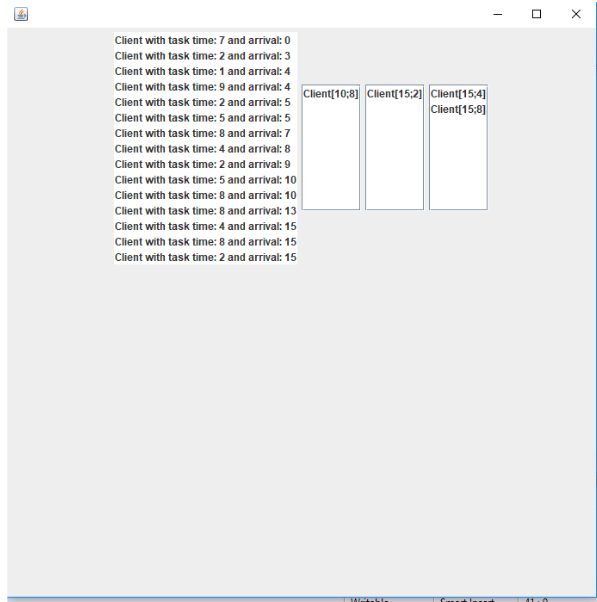 Client with task time: 7 and arrival: 0
Client with task time: 2 and arrival: 3
Client with task time: 1 and arrival: 4
Client with task time: 9 and arrival: 4
Client with task time: 2 and arrival: 5
Client with task time: 5 and arrival: 5
Client with task time: 8 and arrival: 7
Client with task time: 4 and arrival: 8
Client with task time: 2 and arrival: 9
Client with task time: 5 and arrival: 10
Client with task time: 8 and arrival: 10
Client with task time: 8 and arrival: 13
Client with task time: 4 and arrival: 15
Client with task time: 8 and arrival: 15
Client with task time: 2 and arrival: 15
Client[10;8]
Client[15;2]
Client[15;4]
Client[15;8]
Writable
Smart Insert